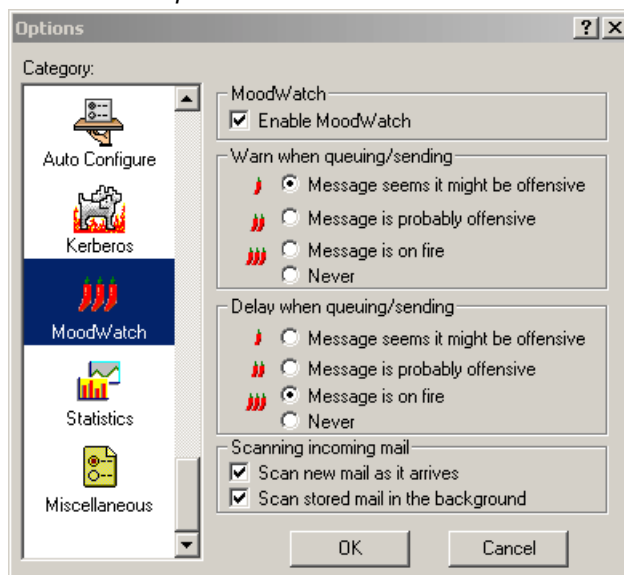 Options
Category:
Auto Configure
Kerberos
MoodWatch
Statistics
Miscellaneous
MoodWatch
Enable MoodWatch
Warn when queuing/sending
Message seems it might be offensive
Message is probably offensive
Message is on fire
Never
Delay when queuing/sending
Message seems it might be offensive
Message is probably offensive
Message is on fire
Never
Scanning incoming mail
Scan new mail as it arrives
Scan stored mail in the background
OK
Cancel